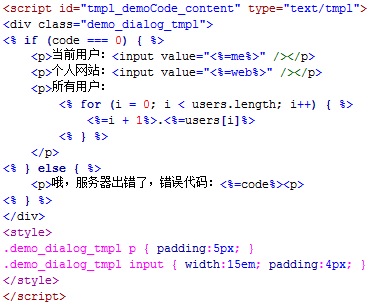 <script id="tmpl_demoCode_content" type="text/tmpl">
<div class="demo_dialog_tmpl">
<% if (code === 0) { %>
    <p>当前用户：<input value="<%=me%>" /></p>
    <p>个人网站：<input value="<%=web%>" /></p>
    <p>所有用户：
        <% for (i = 0; i < users.length; i++) { %>
            <%=i + 1%>.<%=users[i]%>
        <% } %>
    </p>
<% } else { %>
    <p>哦，服务器出错了，错误代码：<%=code%><p>
<% } %>
</div>
<style>
.demo_dialog_tmpl p { padding:5px; }
.demo_dialog_tmpl input { width:15em; padding:4px; }
</style>
</script>